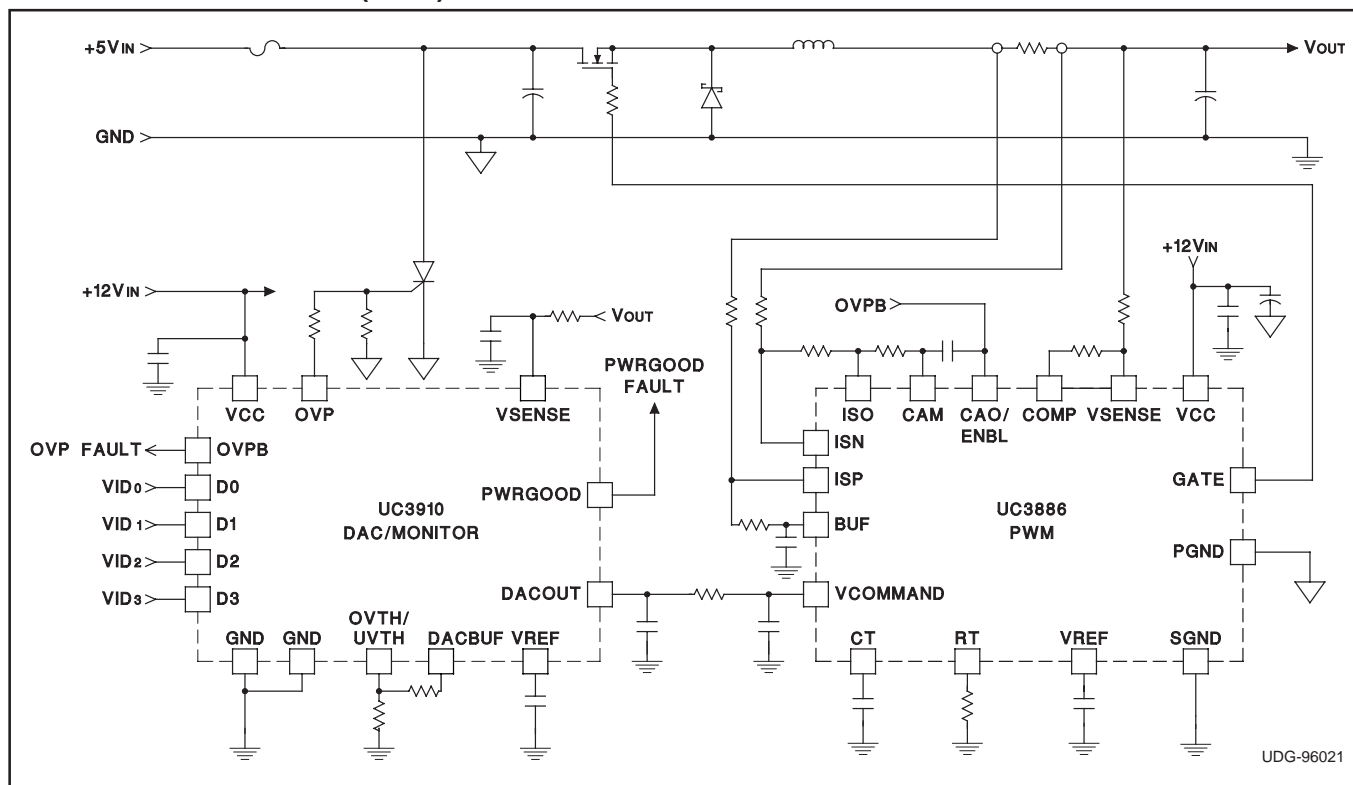 +5VIN
VOUT
GND
+12VIN
+12VIN
OVPB
VOUT
PWRGOOD
FAULT
VCC
OVP
VSENSE
ISO
CAM
CAO/
ENBL
COMP
VSENSE
VCC
OVP FAULT
OVPB
ISN
VID0
D0
PWRGOOD
ISP
GATE
UC3910
DAC/MONITOR
UC3886
PWM
VID1
D1
BUF
VID2
D2
PGND
VID3
D3
DACOUT
VCOMMAND
GND
GND
OVTH/
UVTH
DACBUF
VREF
CT
RT
VREF
SGND
UDG-96021